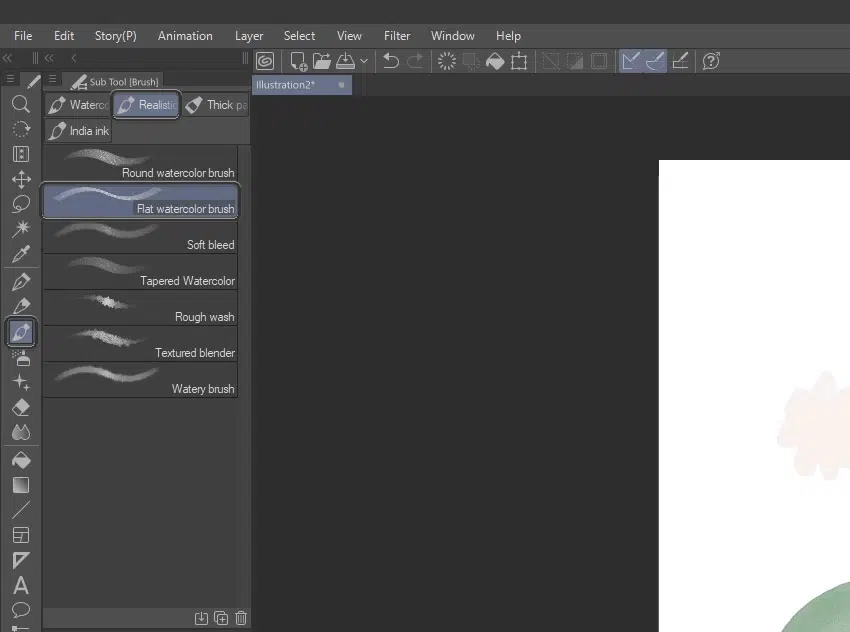 File Edit Story(P) Animation Layer Select View Filter Window Help
Sub Tool [Brush]
Illustration2*
Waterco Realistic Thick pa
India ink
Round watercolor brush
Flat watercolor brush
Soft bleed
Tapered Watercolor
Rough wash
Textured blender
Watery brush
A